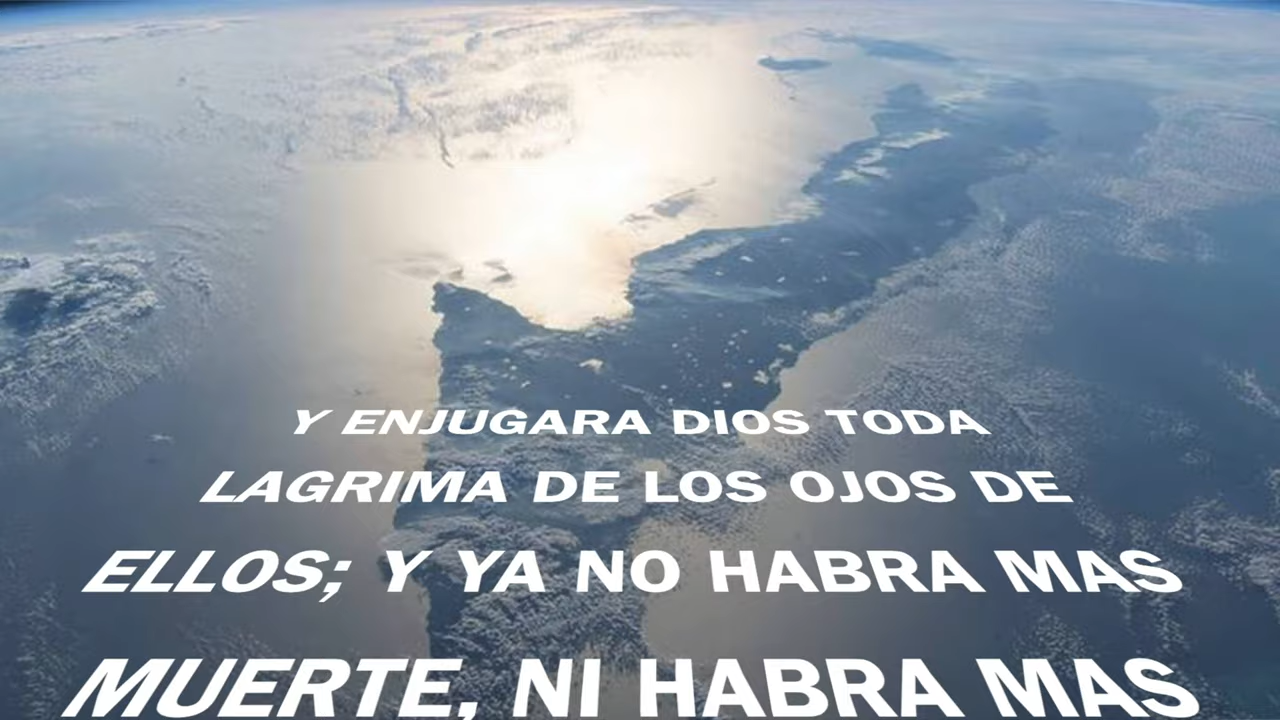 Y ENJUGARA DIOS TODA
LAGRIMA DE LOS OJOS DE
ELLOS; Y YA NO HABRA MAS
MUERTE, NI HABRA MAS